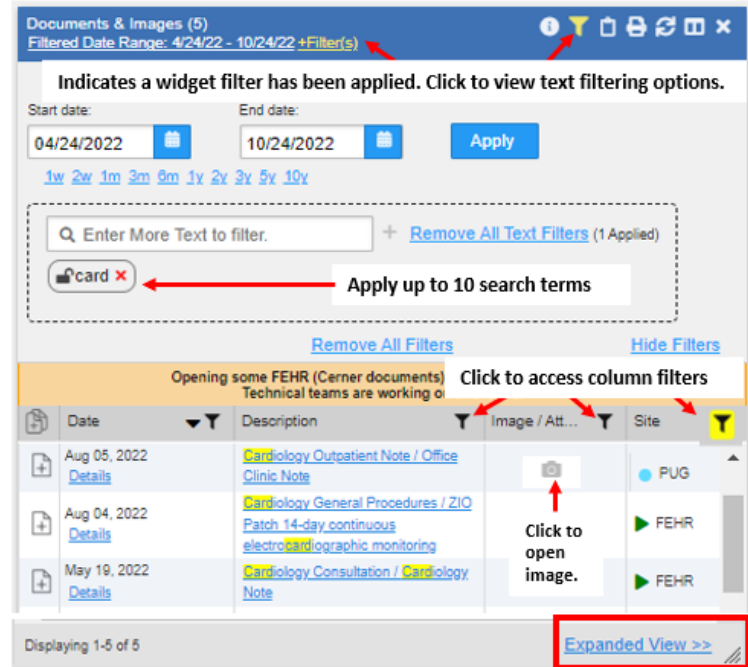 Documents & Images (5)
Filtered Date Range: 4/24/22 - 10/24/22 +Filter(s)
Indicates a widget filter has been applied. Click to view text filtering options.
Start date: End date:
04/24/2022 10/24/2022 Apply
1w 2w 1m 3m 6m 1y 2y 3y 5y 10y
Enter More Text to filter. + Remove All Text Filters (1 Applied)
card × Apply up to 10 search terms
Remove All Filters Hide Filters
Opening some FEHR (Cerner documents)
Technical teams are working
Click to access column filters
Date Description Image / Att... Site
Aug 05, 2022 Cardiology Outpatient Note / Office
Details Clinic Note PUG
Aug 04, 2022 Cardiology General Procedures / ZIO
Details Patch 14-day continuous FEHR
electrocardiographic monitoring
Click to
open
image.
May 19, 2022 Cardiology Consultation / Cardiology
Details Note FEHR
Displaying 1-5 of 5 Expanded View >>